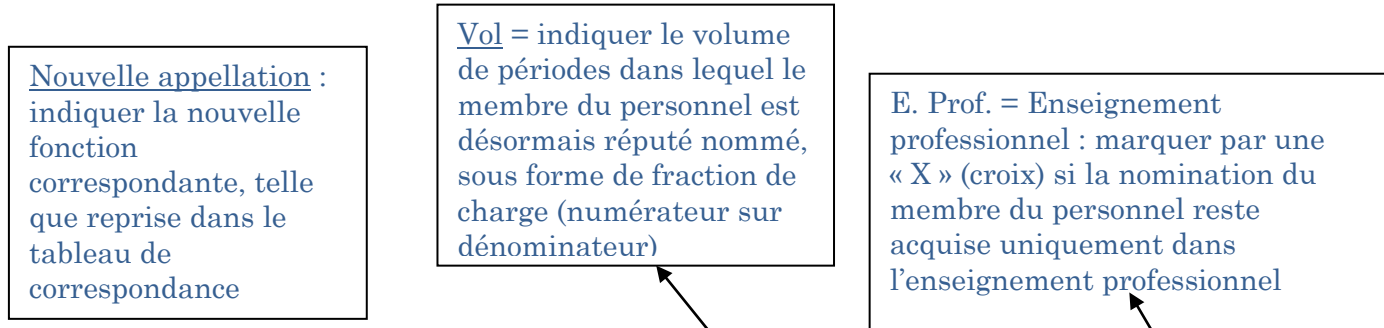 Nouvelle appellation :
indiquer la nouvelle
fonction
correspondante, telle
que reprise dans le
tableau de
correspondance
Vol = indiquer le volume
de périodes dans lequel le
membre du personnel est
désormais réputé nommé,
sous forme de fraction de
charge (numérateur sur
dénominateur)
E. Prof. = Enseignement
professionnel : marquer par une
« X » (croix) si la nomination du
membre du personnel reste
acquise uniquement dans
l’enseignement professionnel